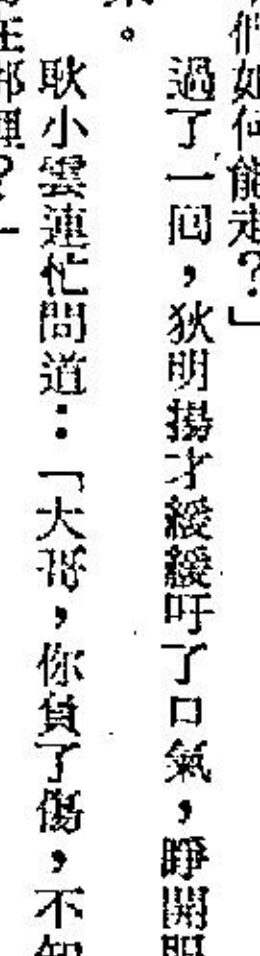 們如何能走？」
過了一回，狄明揚才緩緩吁了口氣，睜開眼
來。
耿小雲連忙問道：「大哥，你負了傷，不知
在那裡？」